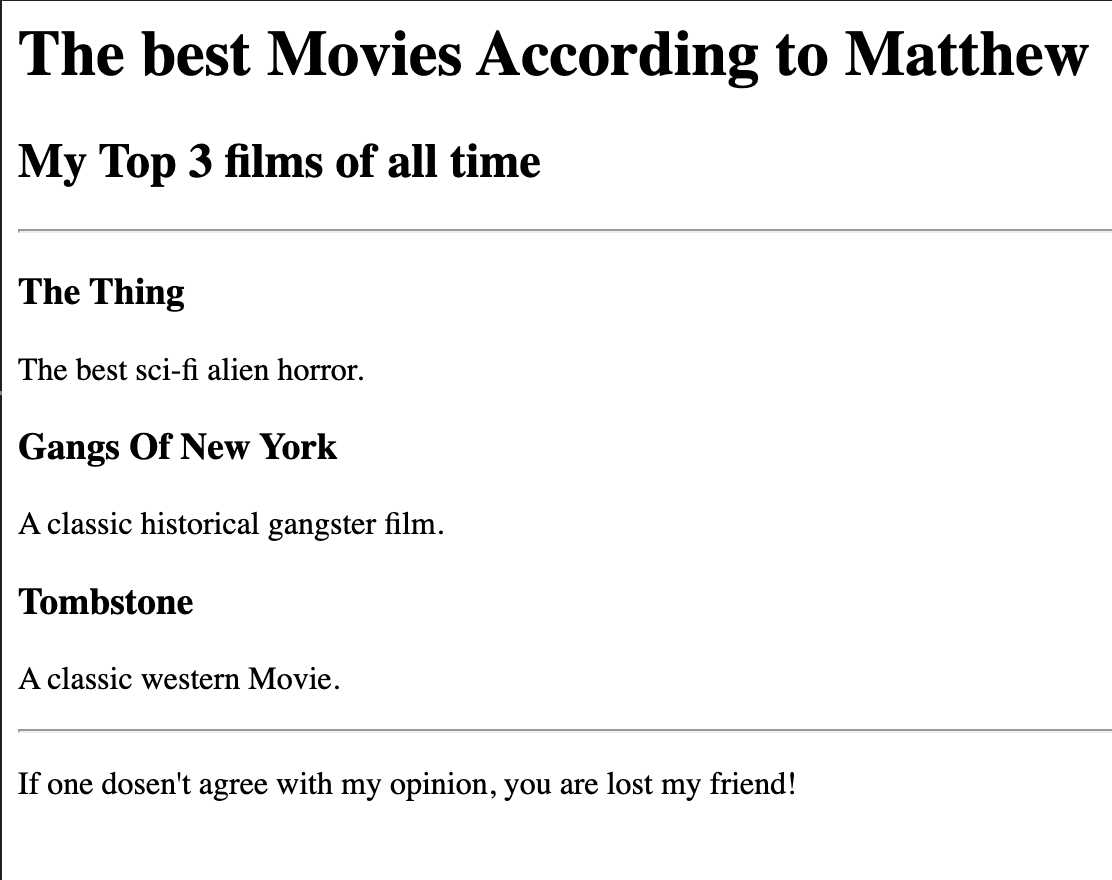 The best Movies According to Matthew
My Top 3 films of all time
The Thing
The best sci-fi alien horror.
Gangs Of New York
A classic historical gangster film.
Tombstone
A classic western Movie.
If one dosen't agree with my opinion, you are lost my friend!